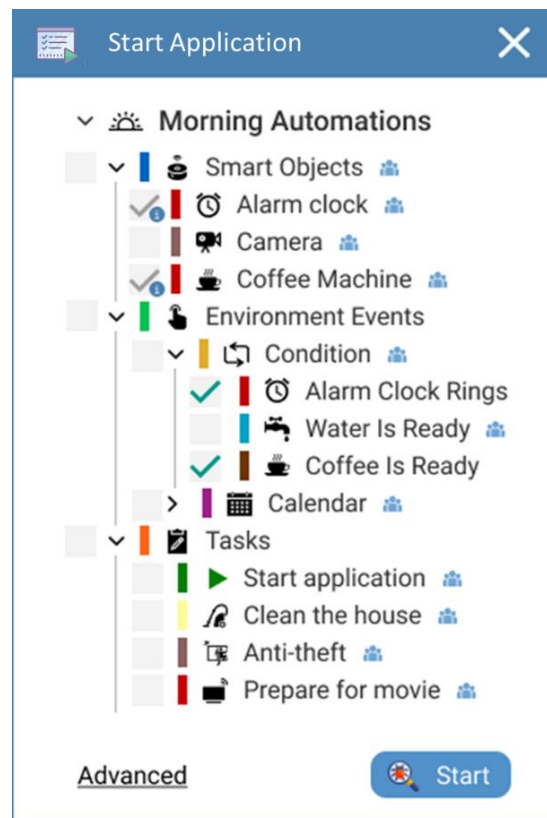 Start Application
Morning Automations
Smart Objects
Alarm clock
Camera
Coffee Machine
Environment Events
Condition
Alarm Clock Rings
Water Is Ready
Coffee Is Ready
Calendar
Tasks
Start application
Clean the house
Anti-theft
Prepare for movie
Advanced
Start